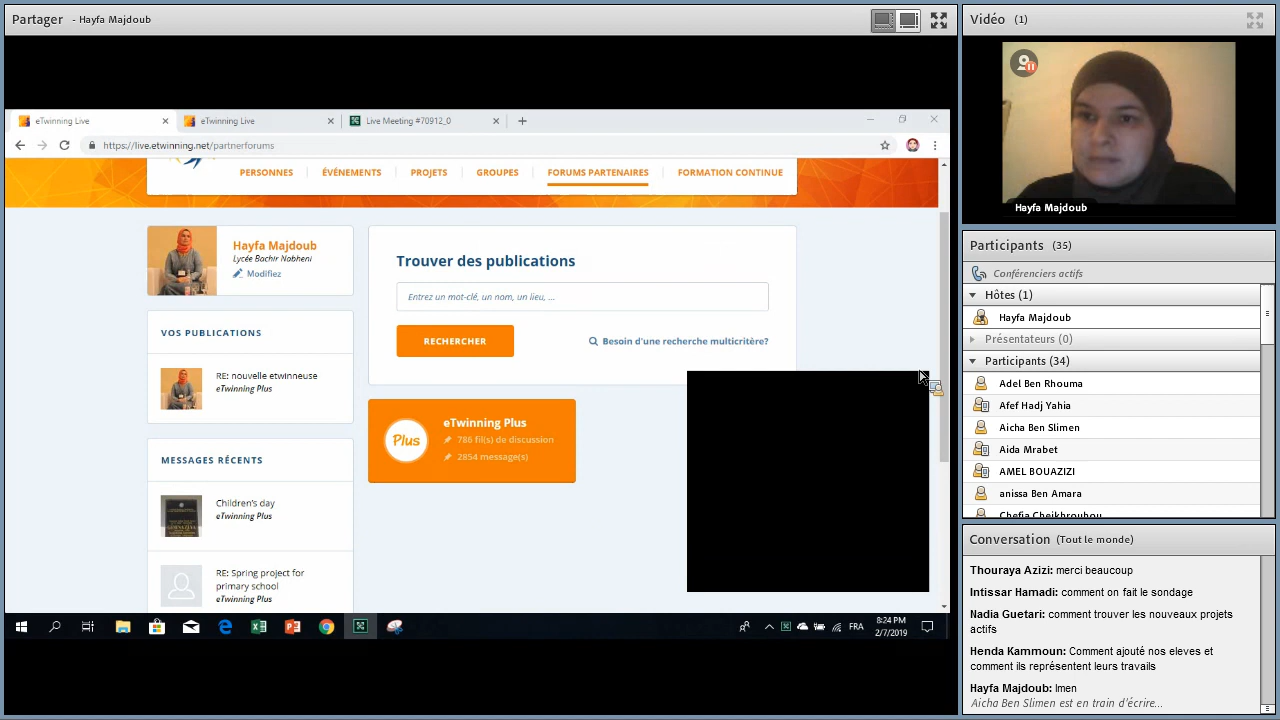 Partager - Hayfa Majdoub
eTwinning Live
eTwinning Live
Live Meeting #70912_0
https://live.etwinning.net/partnerforums
PERSONNES ÉVÉNEMENTS PROJETS GROUPES FORUMS PARTENAIRES FORMATION CONTINUE
Hayfa Majdoub
Lycée Bachir Nabheni
Modifiez
VOS PUBLICATIONS
RE: nouvelle etwinneuse
eTwinning Plus
MESSAGES RÉCENTS
Children's day
eTwinning Plus
RE: Spring project for
primary school
eTwinning Plus
Trouver des publications
Entrez un mot-clé, un nom, un lieu, ...
RECHERCHER
Besoin d'une recherche multicritère?
Plus
eTwinning Plus
786 fil(s) de discussion
2854 message(s)
FRA
8:24 PM
2/7/2019
Vidéo (1)
Hayfa Majdoub
Participants (35)
Conférenciers actifs
Hôtes (1)
Hayfa Majdoub
Présentateurs (0)
Participants (34)
Adel Ben Rhouma
Afef Hadj Yahia
Aicha Ben Slimen
Aida Mrabet
AMEL BOUAZIZI
anissa Ben Amara
Chefia Cheikhrouhou
Conversation (Tout le monde)
Thouraya Azizi: merci beaucoup
Intissar Hamadi: comment on fait le sondage
Nadia Guetari: comment trouver les nouveaux projets
actifs
Henda Kammoun: Comment ajouté nos eleves et
comment ils représentent leurs travails
Hayfa Majdoub: Imen
Aicha Ben Slimen est en train d'écrire...